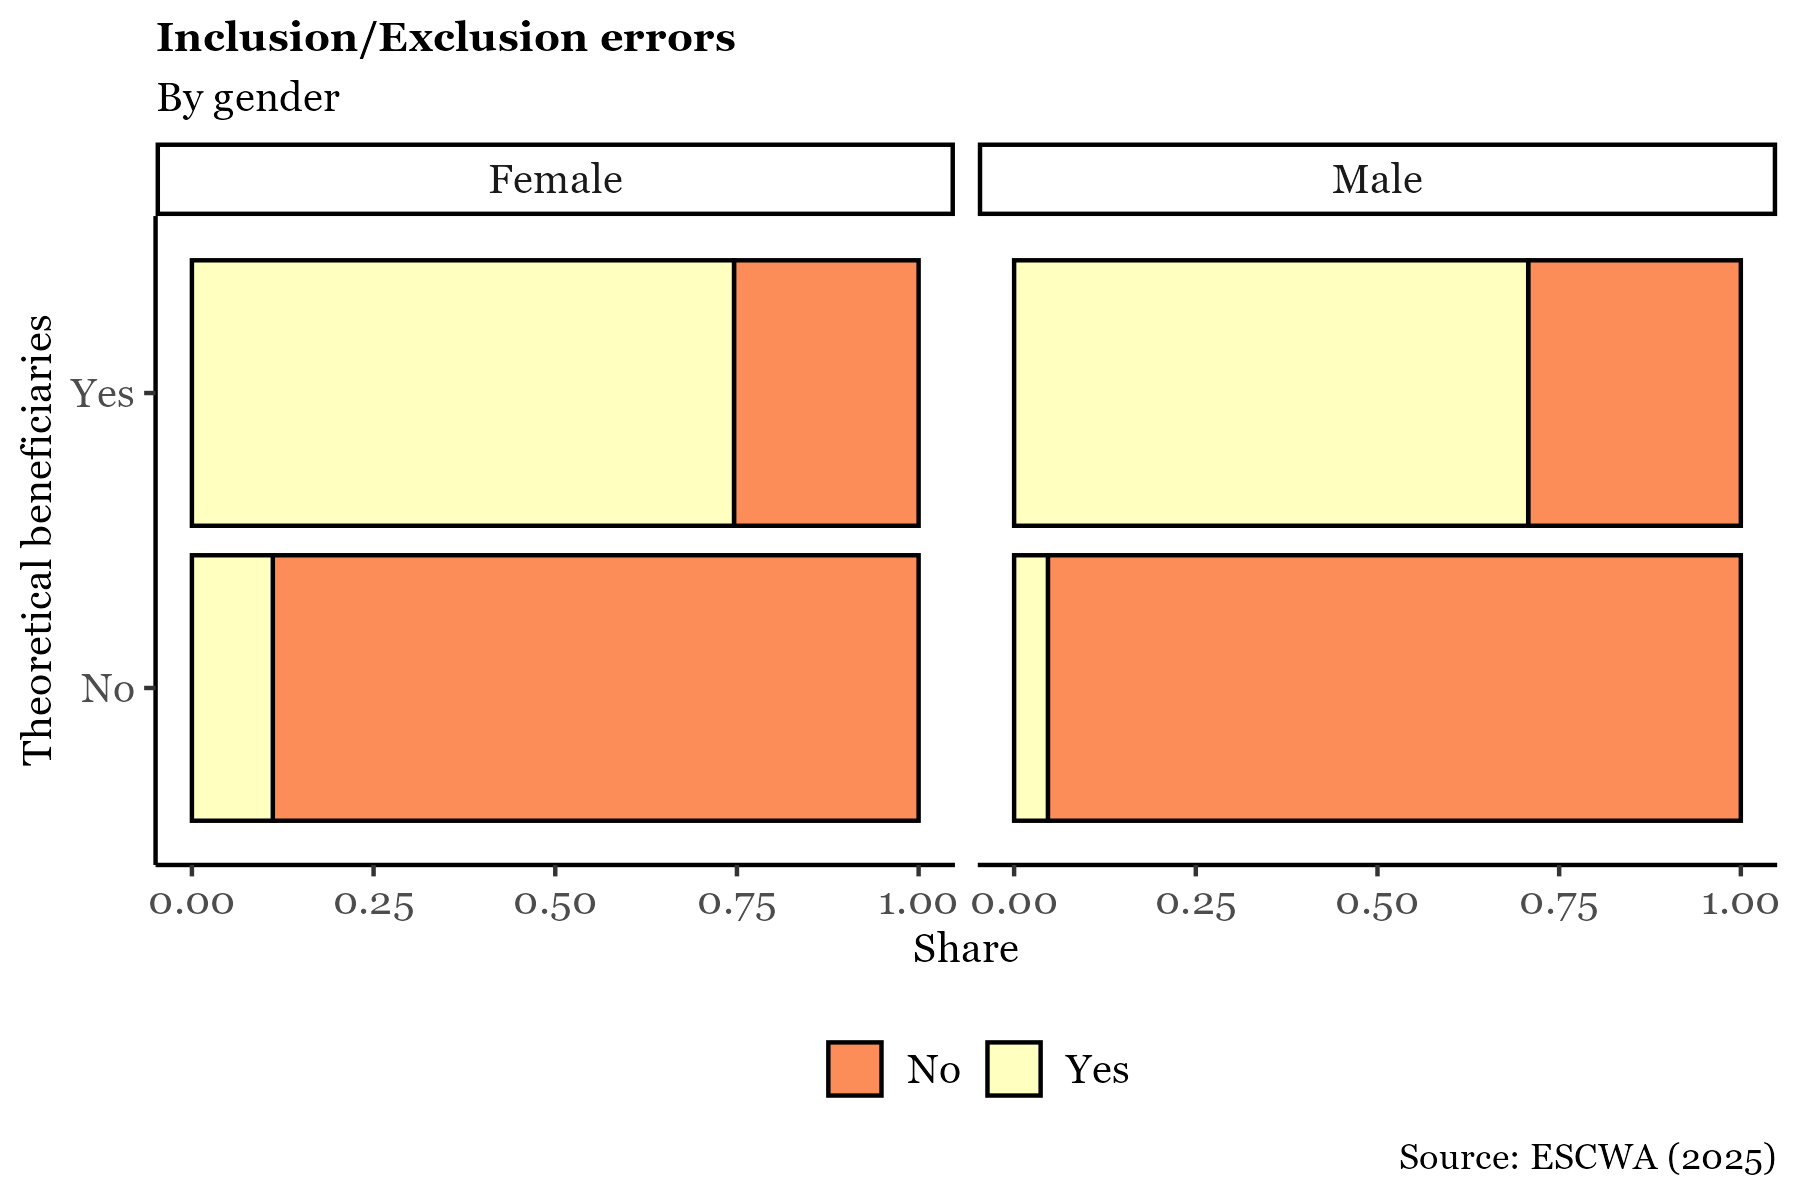 Inclusion/Exclusion errors
By gender
Female
Male
Theoretical beneficiaries
Yes
No
0.00 0.25 0.50 0.75 1.00 0.00 0.25 0.50 0.75 1.00
Share
No Yes
Source: ESCWA (2025)